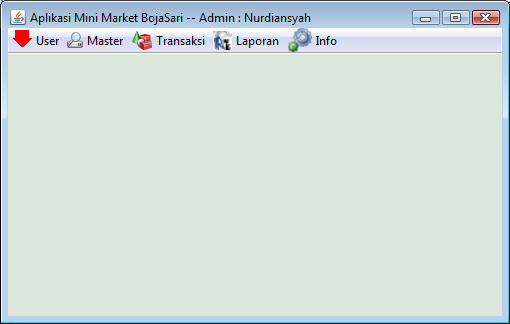 Aplikasi Mini Market BojaSari -- Admin : Nurdiansyah
User Master Transaksi Laporan Info